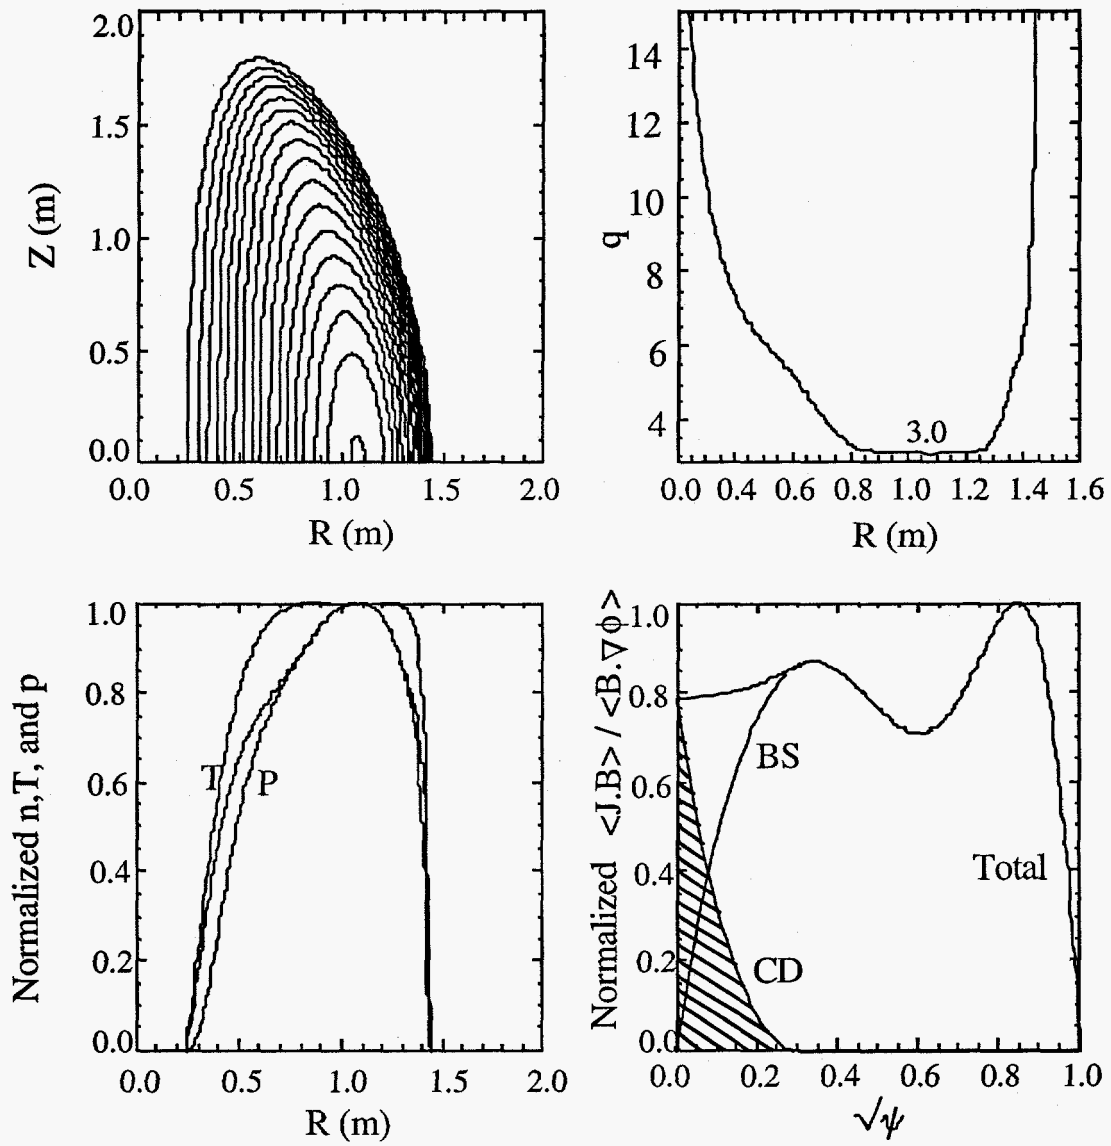 2.0
1.5
1.0
0.5
0.0
Z (m)
0.0 0.5 1.0 1.5 2.0
R (m)
14
12
10
8
6
4
q
3.0
0.0 0.4 0.6 0.8 1.0 1.2 1.4 1.6
R (m)
1.0
0.8
0.6
0.4
0.2
0.0
Normalized n,T, and p
T
P
0.0 0.5 1.0 1.5 2.0
R (m)
1.0
0.8
0.6
0.4
0.2
0.0
Normalized <J.B> / <B.∇ϕ>
BS
Total
CD
0.0 0.2 0.4 0.6 0.8 1.0
√ψ